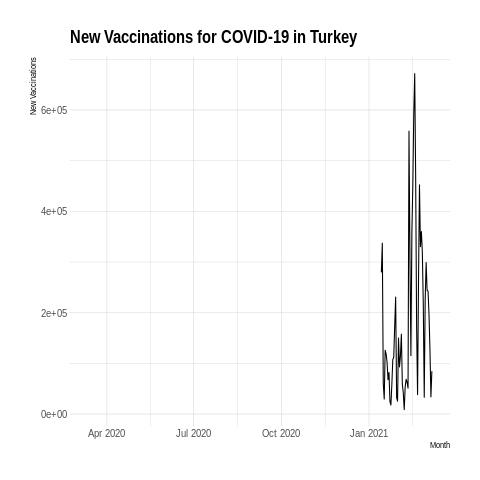 New Vaccinations for COVID-19 in Turkey
New Vaccinations
6e+05
4e+05
2e+05
0e+00
Apr 2020
Jul 2020
Oct 2020
Jan 2021
Month